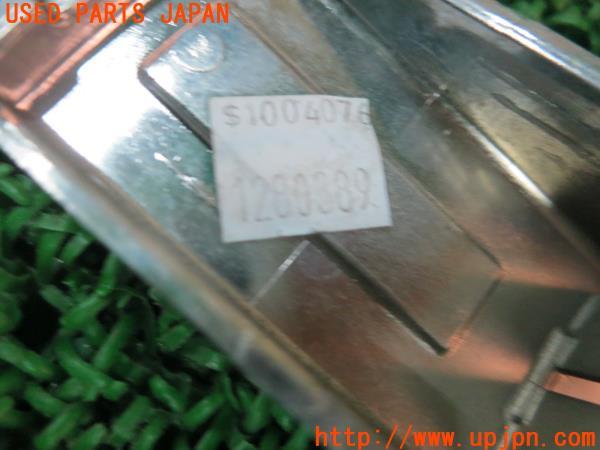 USED PARTS JAPAN
S1004076
1280389
http://www.upjpn.com